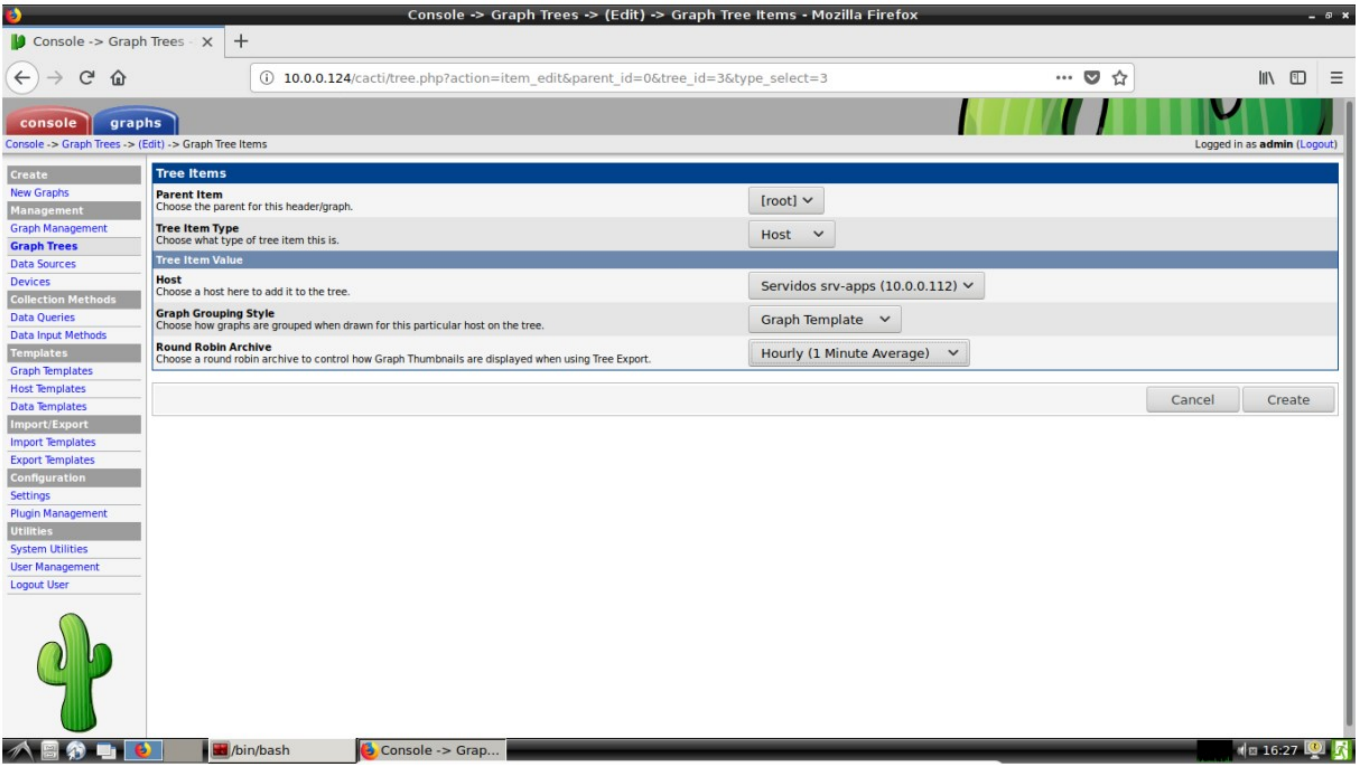 Console -> Graph Trees -> (Edit) -> Graph Tree Items - Mozilla Firefox
Console -> Graph Trees -
10.0.0.124/cacti/tree.php?action=item_edit&parent_id=0&tree_id=3&type_select=3
console graphs
Console -> Graph Trees -> (Edit) -> Graph Tree Items Logged in as admin (Logout)
Create
New Graphs
Management
Graph Management
Graph Trees
Data Sources
Devices
Collection Methods
Data Queries
Data Input Methods
Templates
Graph Templates
Host Templates
Data Templates
Import/Export
Import Templates
Export Templates
Configuration
Settings
Plugin Management
Utilities
System Utilities
User Management
Logout User
Tree Items
Parent Item
Choose the parent for this header/graph.
[root]
Tree Item Type
Choose what type of tree item this is.
Host
Tree Item Value
Host
Choose a host here to add it to the tree.
Servidos srv-apps (10.0.0.112)
Graph Grouping Style
Choose how graphs are grouped when drawn for this particular host on the tree.
Graph Template
Round Robin Archive
Choose a round robin archive to control how Graph Thumbnails are displayed when using Tree Export.
Hourly (1 Minute Average)
Cancel Create
/bin/bash Console -> Grap... 16:27